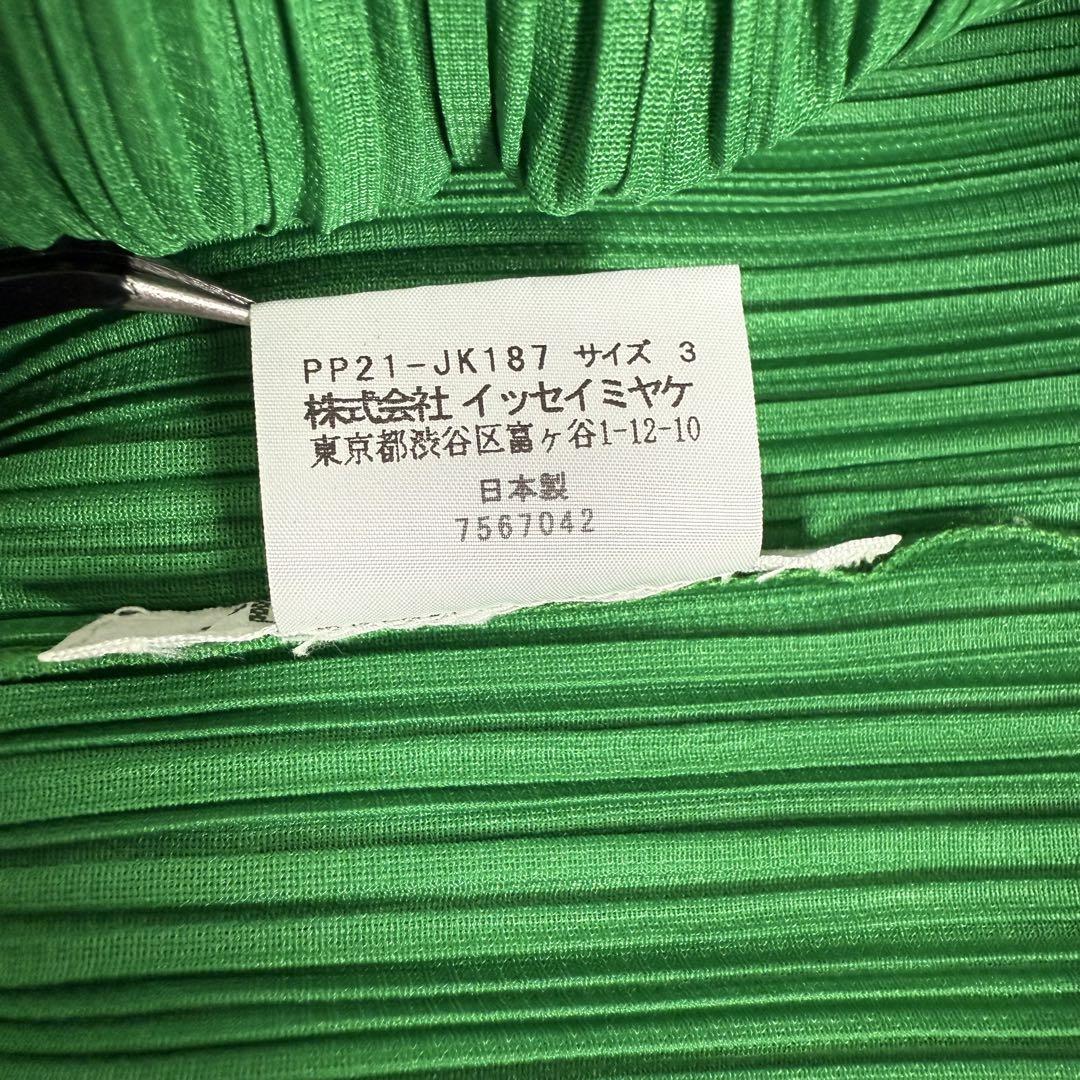 PP21-JK187 サイズ 3
株式会社 イッセイミヤケ
東京都渋谷区富ヶ谷1-12-10
日本製
7567042